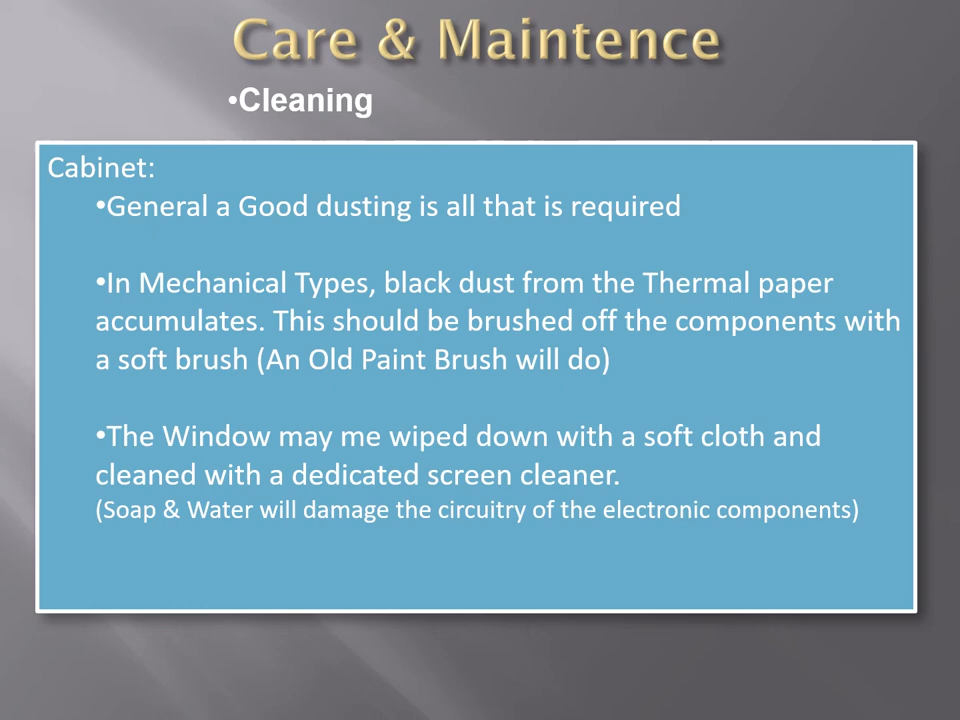 Care & Maintence
•Cleaning
Cabinet:
•General a Good dusting is all that is required
•In Mechanical Types, black dust from the Thermal paper
accumulates. This should be brushed off the components with
a soft brush (An Old Paint Brush will do)
•The Window may me wiped down with a soft cloth and
cleaned with a dedicated screen cleaner.
(Soap & Water will damage the circuitry of the electronic components)